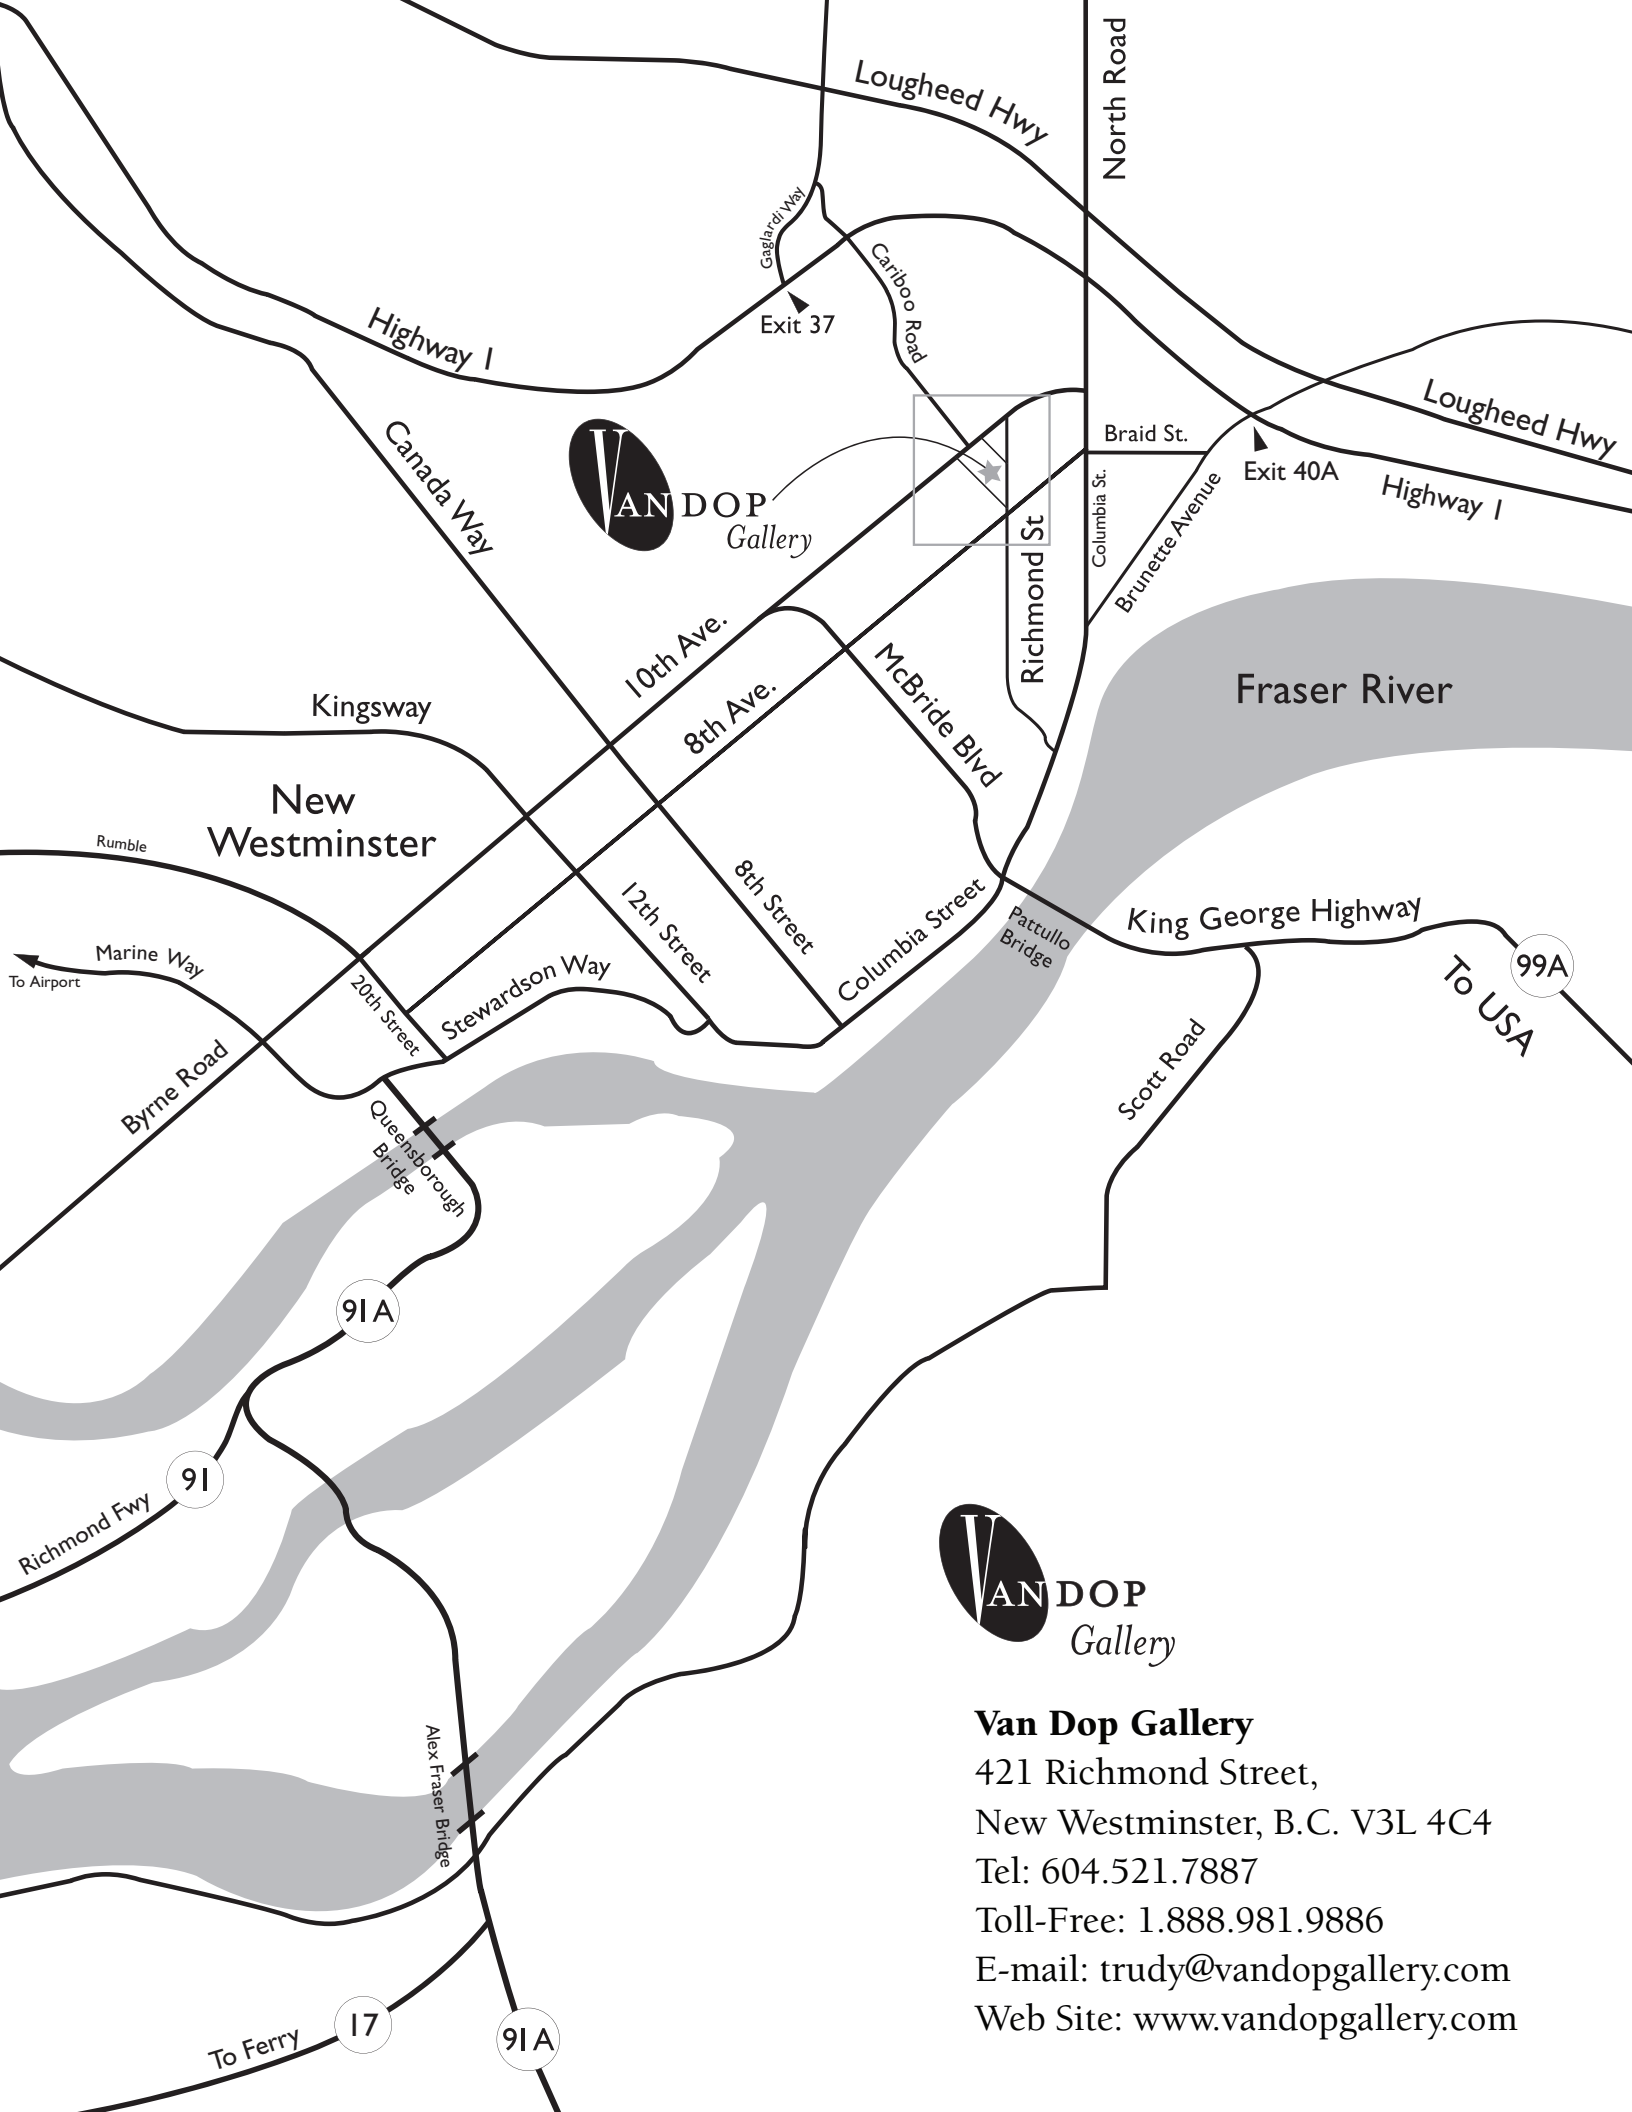 North Road
Lougheed Hwy
Gaglardi Way
Cariboo Road
Exit 37
Highway 1
Lougheed Hwy
Braid St.
Exit 40A
Highway 1
Canada Way
VAN DOP
Gallery
Columbia St.
Brunette Avenue
Richmond St
10th Ave.
8th Ave.
McBride Blvd
Fraser River
Kingsway
New
Westminster
Rumble
12th Street
8th Street
Columbia Street
Pattullo
Bridge
King George Highway
99A
To USA
Marine Way
To Airport
20th Street
Stewardson Way
Byrne Road
Scott Road
Queensborough
Bridge
91A
91
Richmond Fwy
Alex Fraser Bridge
17
To Ferry
91A
VAN DOP
Gallery
Van Dop Gallery
421 Richmond Street,
New Westminster, B.C. V3L 4C4
Tel: 604.521.7887
Toll-Free: 1.888.981.9886
E-mail: trudy@vandopgallery.com
Web Site: www.vandopgallery.com